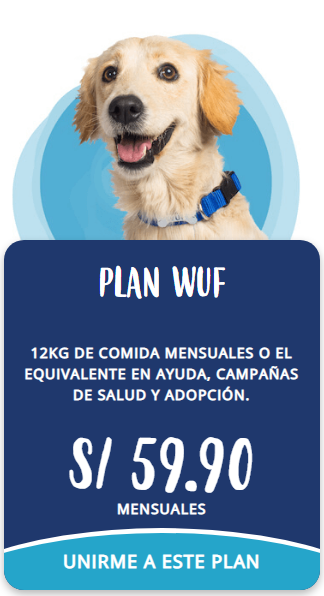 PLAN WUF
12KG DE COMIDA MENSUALES O EL
EQUIVALENTE EN AYUDA, CAMPAÑAS
DE SALUD Y ADOPCIÓN.
S/ 59.90
MENSUALES
UNIRME A ESTE PLAN